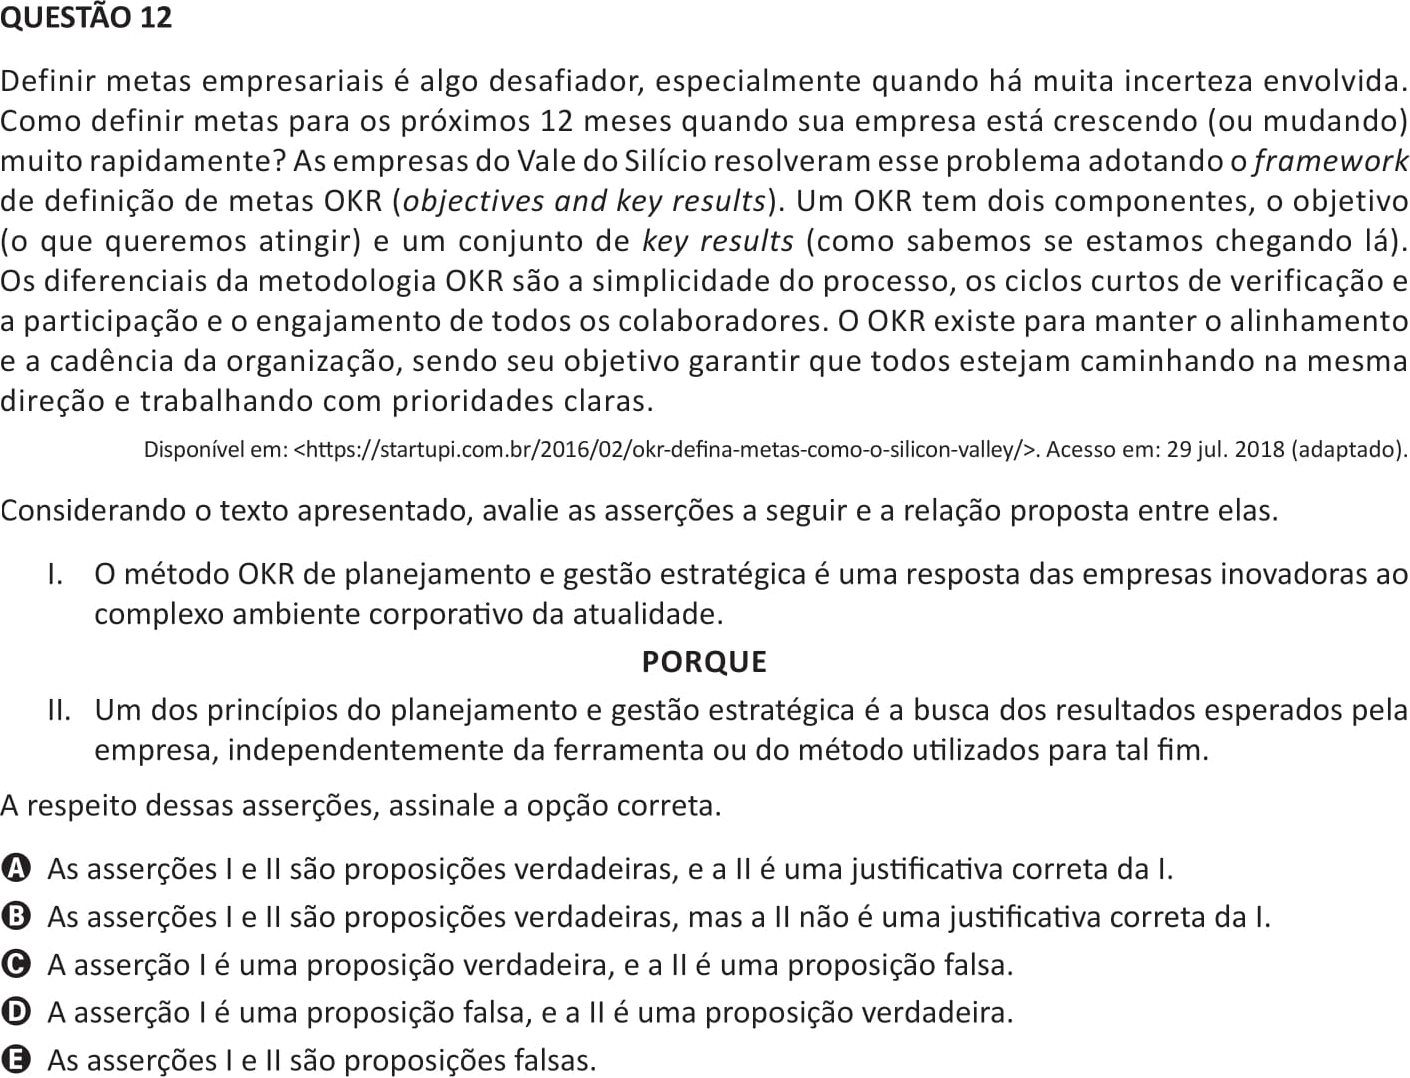 QUESTÃO 12
Definir metas empresariais é algo desafiador, especialmente quando há muita incerteza envolvida.
Como definir metas para os próximos 12 meses quando sua empresa está crescendo (ou mudando)
muito rapidamente? As empresas do Vale do Silício resolveram esse problema adotando o framework
de definição de metas OKR (objectives and key results). Um OKR tem dois componentes, o objetivo
(o que queremos atingir) e um conjunto de key results (como sabemos se estamos chegando lá).
Os diferenciais da metodologia OKR são a simplicidade do processo, os ciclos curtos de verificação e
a participação e o engajamento de todos os colaboradores. O OKR existe para manter o alinhamento
e a cadência da organização, sendo seu objetivo garantir que todos estejam caminhando na mesma
direção e trabalhando com prioridades claras.
Disponível em: <https://startupi.com.br/2016/02/okr-defina-metas-como-o-silicon-valley/>. Acesso em: 29 jul. 2018 (adaptado).
Considerando o texto apresentado, avalie as asserções a seguir e a relação proposta entre elas.
I. O método OKR de planejamento e gestão estratégica é uma resposta das empresas inovadoras ao
complexo ambiente corporativo da atualidade.
PORQUE
II. Um dos princípios do planejamento e gestão estratégica é a busca dos resultados esperados pela
empresa, independentemente da ferramenta ou do método utilizados para tal fim.
A respeito dessas asserções, assinale a opção correta.
A As asserções I e II são proposições verdadeiras, e a II é uma justificativa correta da I.
B As asserções I e II são proposições verdadeiras, mas a II não é uma justificativa correta da I.
C A asserção I é uma proposição verdadeira, e a II é uma proposição falsa.
D A asserção I é uma proposição falsa, e a II é uma proposição verdadeira.
E As asserções I e II são proposições falsas.